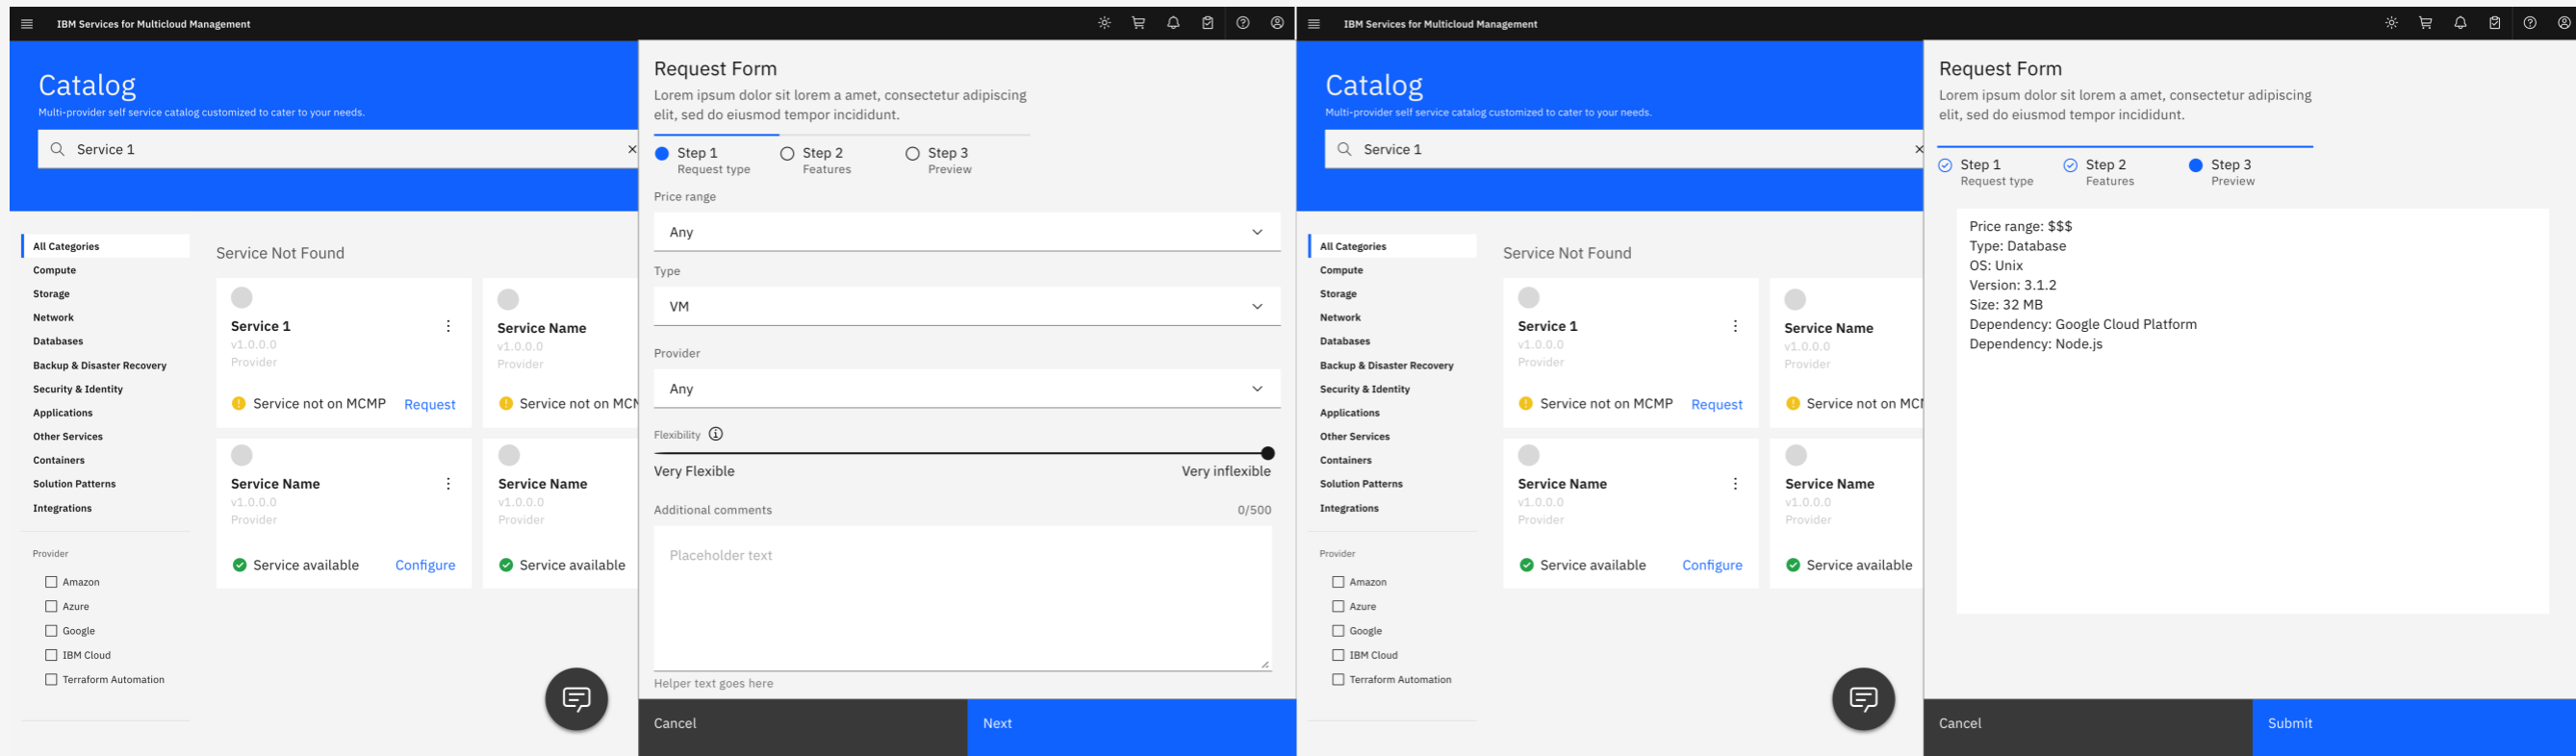 IBM Services for Multicloud Management
Catalog
Multi-provider self service catalog customized to cater to your needs.
Service 1
All Categories
Compute
Storage
Network
Databases
Backup & Disaster Recovery
Security & Identity
Applications
Other Services
Containers
Solution Patterns
Integrations
Provider
Amazon
Azure
Google
IBM Cloud
Terraform Automation
Service Not Found
Service 1
v1.0.0.0
Provider
Service not on MCMP Request
Service Name
v1.0.0.0
Provider
Service not on
Service Name
v1.0.0.0
Provider
Service available Configure
Service Name
v1.0.0.0
Provider
Service available
Request Form
Lorem ipsum dolor sit lorem a amet, consectetur adipiscing
elit, sed do eiusmod tempor incididunt.
Step 1 Step 2 Step 3
Request type Features Preview
Price range
Any
Type
VM
Provider
Any
Flexibility
Very Flexible Very inflexible
Additional comments 0/500
Placeholder text
Helper text goes here
Cancel Next
IBM Services for Multicloud Management
Catalog
Multi-provider self service catalog customized to cater to your needs.
Service 1
All Categories
Compute
Storage
Network
Databases
Backup & Disaster Recovery
Security & Identity
Applications
Other Services
Containers
Solution Patterns
Integrations
Provider
Amazon
Azure
Google
IBM Cloud
Terraform Automation
Service Not Found
Service 1
v1.0.0.0
Provider
Service not on MCMP Request
Service Name
v1.0.0.0
Provider
Service not on
Service Name
v1.0.0.0
Provider
Service available Configure
Service Name
v1.0.0.0
Provider
Service available
Request Form
Lorem ipsum dolor sit lorem a amet, consectetur adipiscing
elit, sed do eiusmod tempor incididunt.
Step 1 Step 2 Step 3
Request type Features Preview
Price range: $$$
Type: Database
OS: Unix
Version: 3.1.2
Size: 32 MB
Dependency: Google Cloud Platform
Dependency: Node.js
Cancel Submit